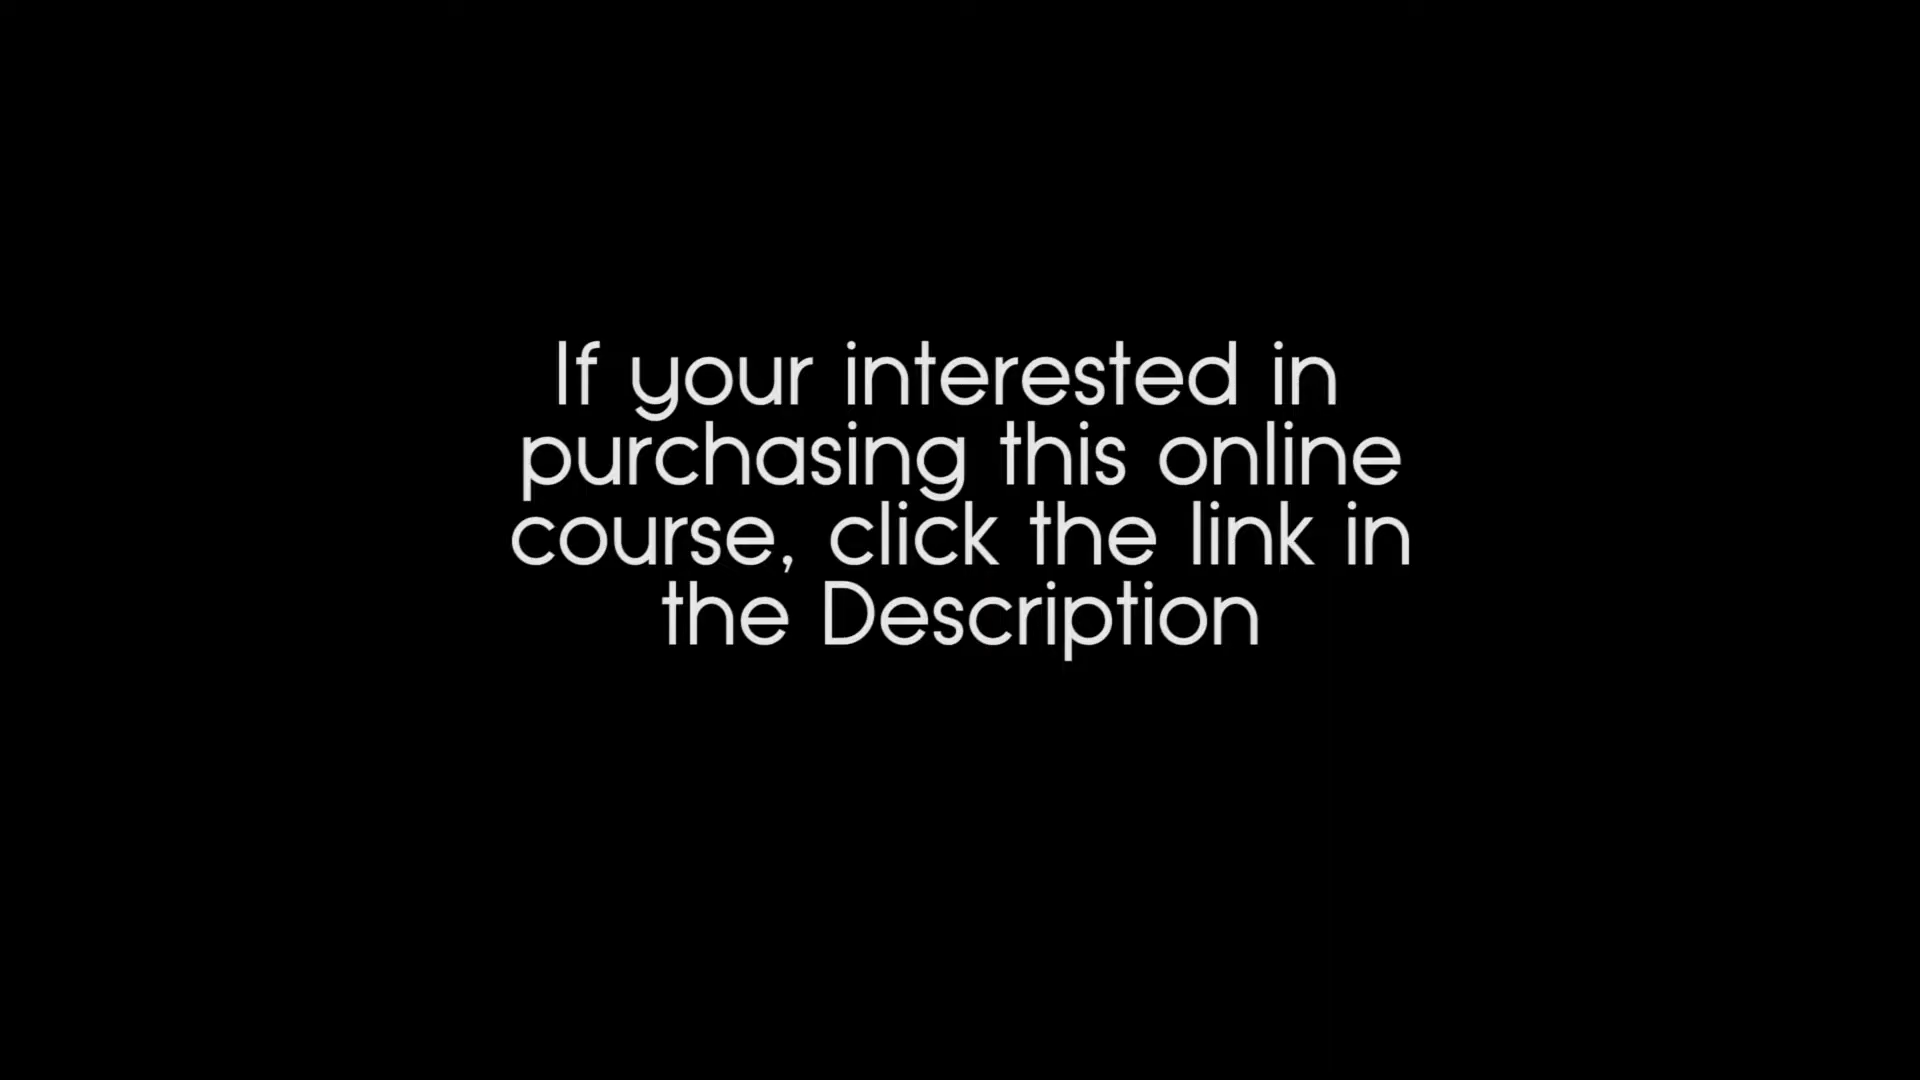 If your interested in
purchasing this online
course, click the link in
the Description